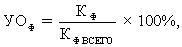 УО_Ф = К_Ф / К_Ф ВСЕГО × 100%,